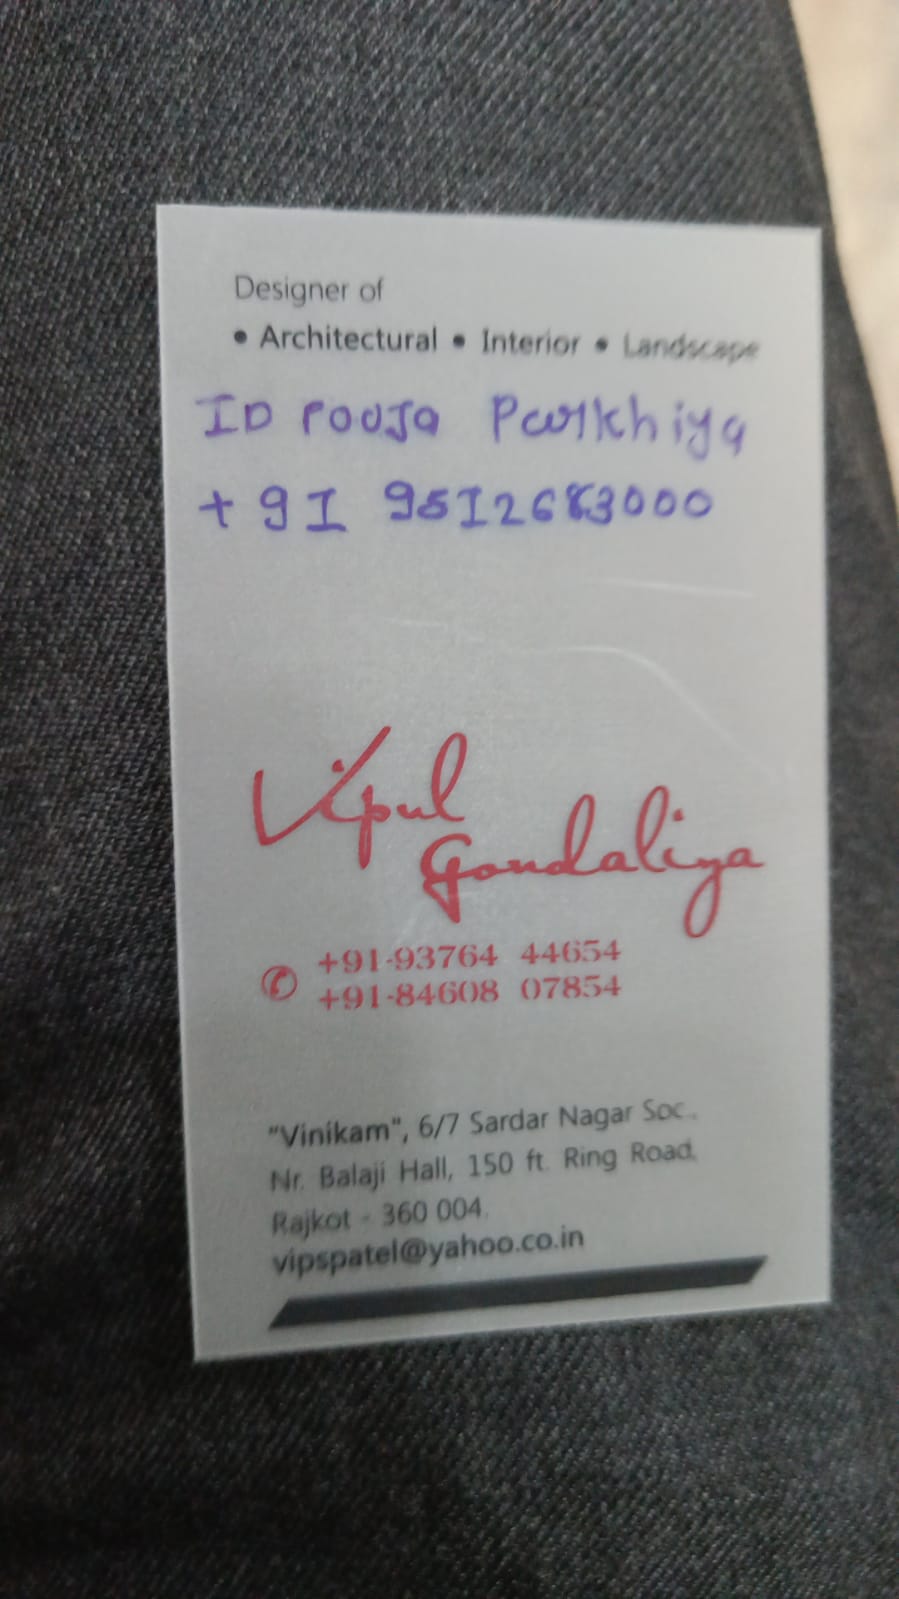 Designer of
• Architectural • Interior • Landscape
ID POOJA Parkhiya
+91 9512683000
Vipul
Gondaliya
✆ +91-93764 44654
+91-84608 07854
"Vinikam", 6/7 Sardar Nagar Soc.,
Nr. Balaji Hall, 150 ft. Ring Road,
Rajkot - 360 004.
vipspatel@yahoo.co.in